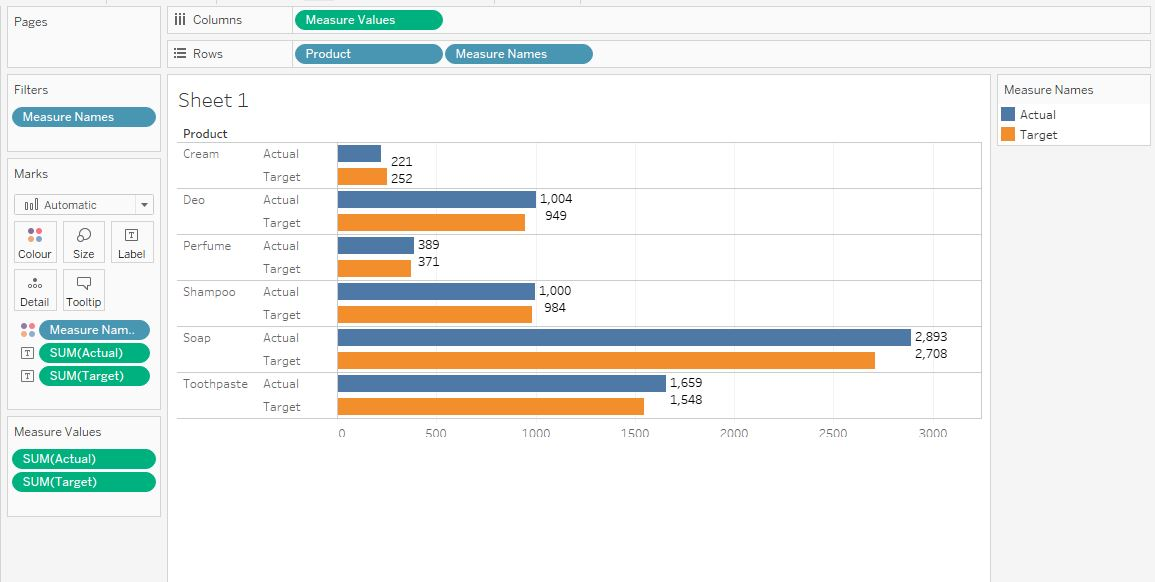 Pages
Columns
Measure Values
Rows
Product
Measure Names
Filters
Measure Names
Marks
Automatic
Colour
Size
Label
Detail
Tooltip
Measure Nam..
SUM(Actual)
SUM(Target)
Measure Values
SUM(Actual)
SUM(Target)
Sheet 1
Product
Cream Actual 221
Target 252
Deo Actual 1,004
Target 949
Perfume Actual 389
Target 371
Shampoo Actual 1,000
Target 984
Soap Actual 2,893
Target 2,708
Toothpaste Actual 1,659
Target 1,548
0 500 1000 1500 2000 2500 3000
Measure Names
Actual
Target